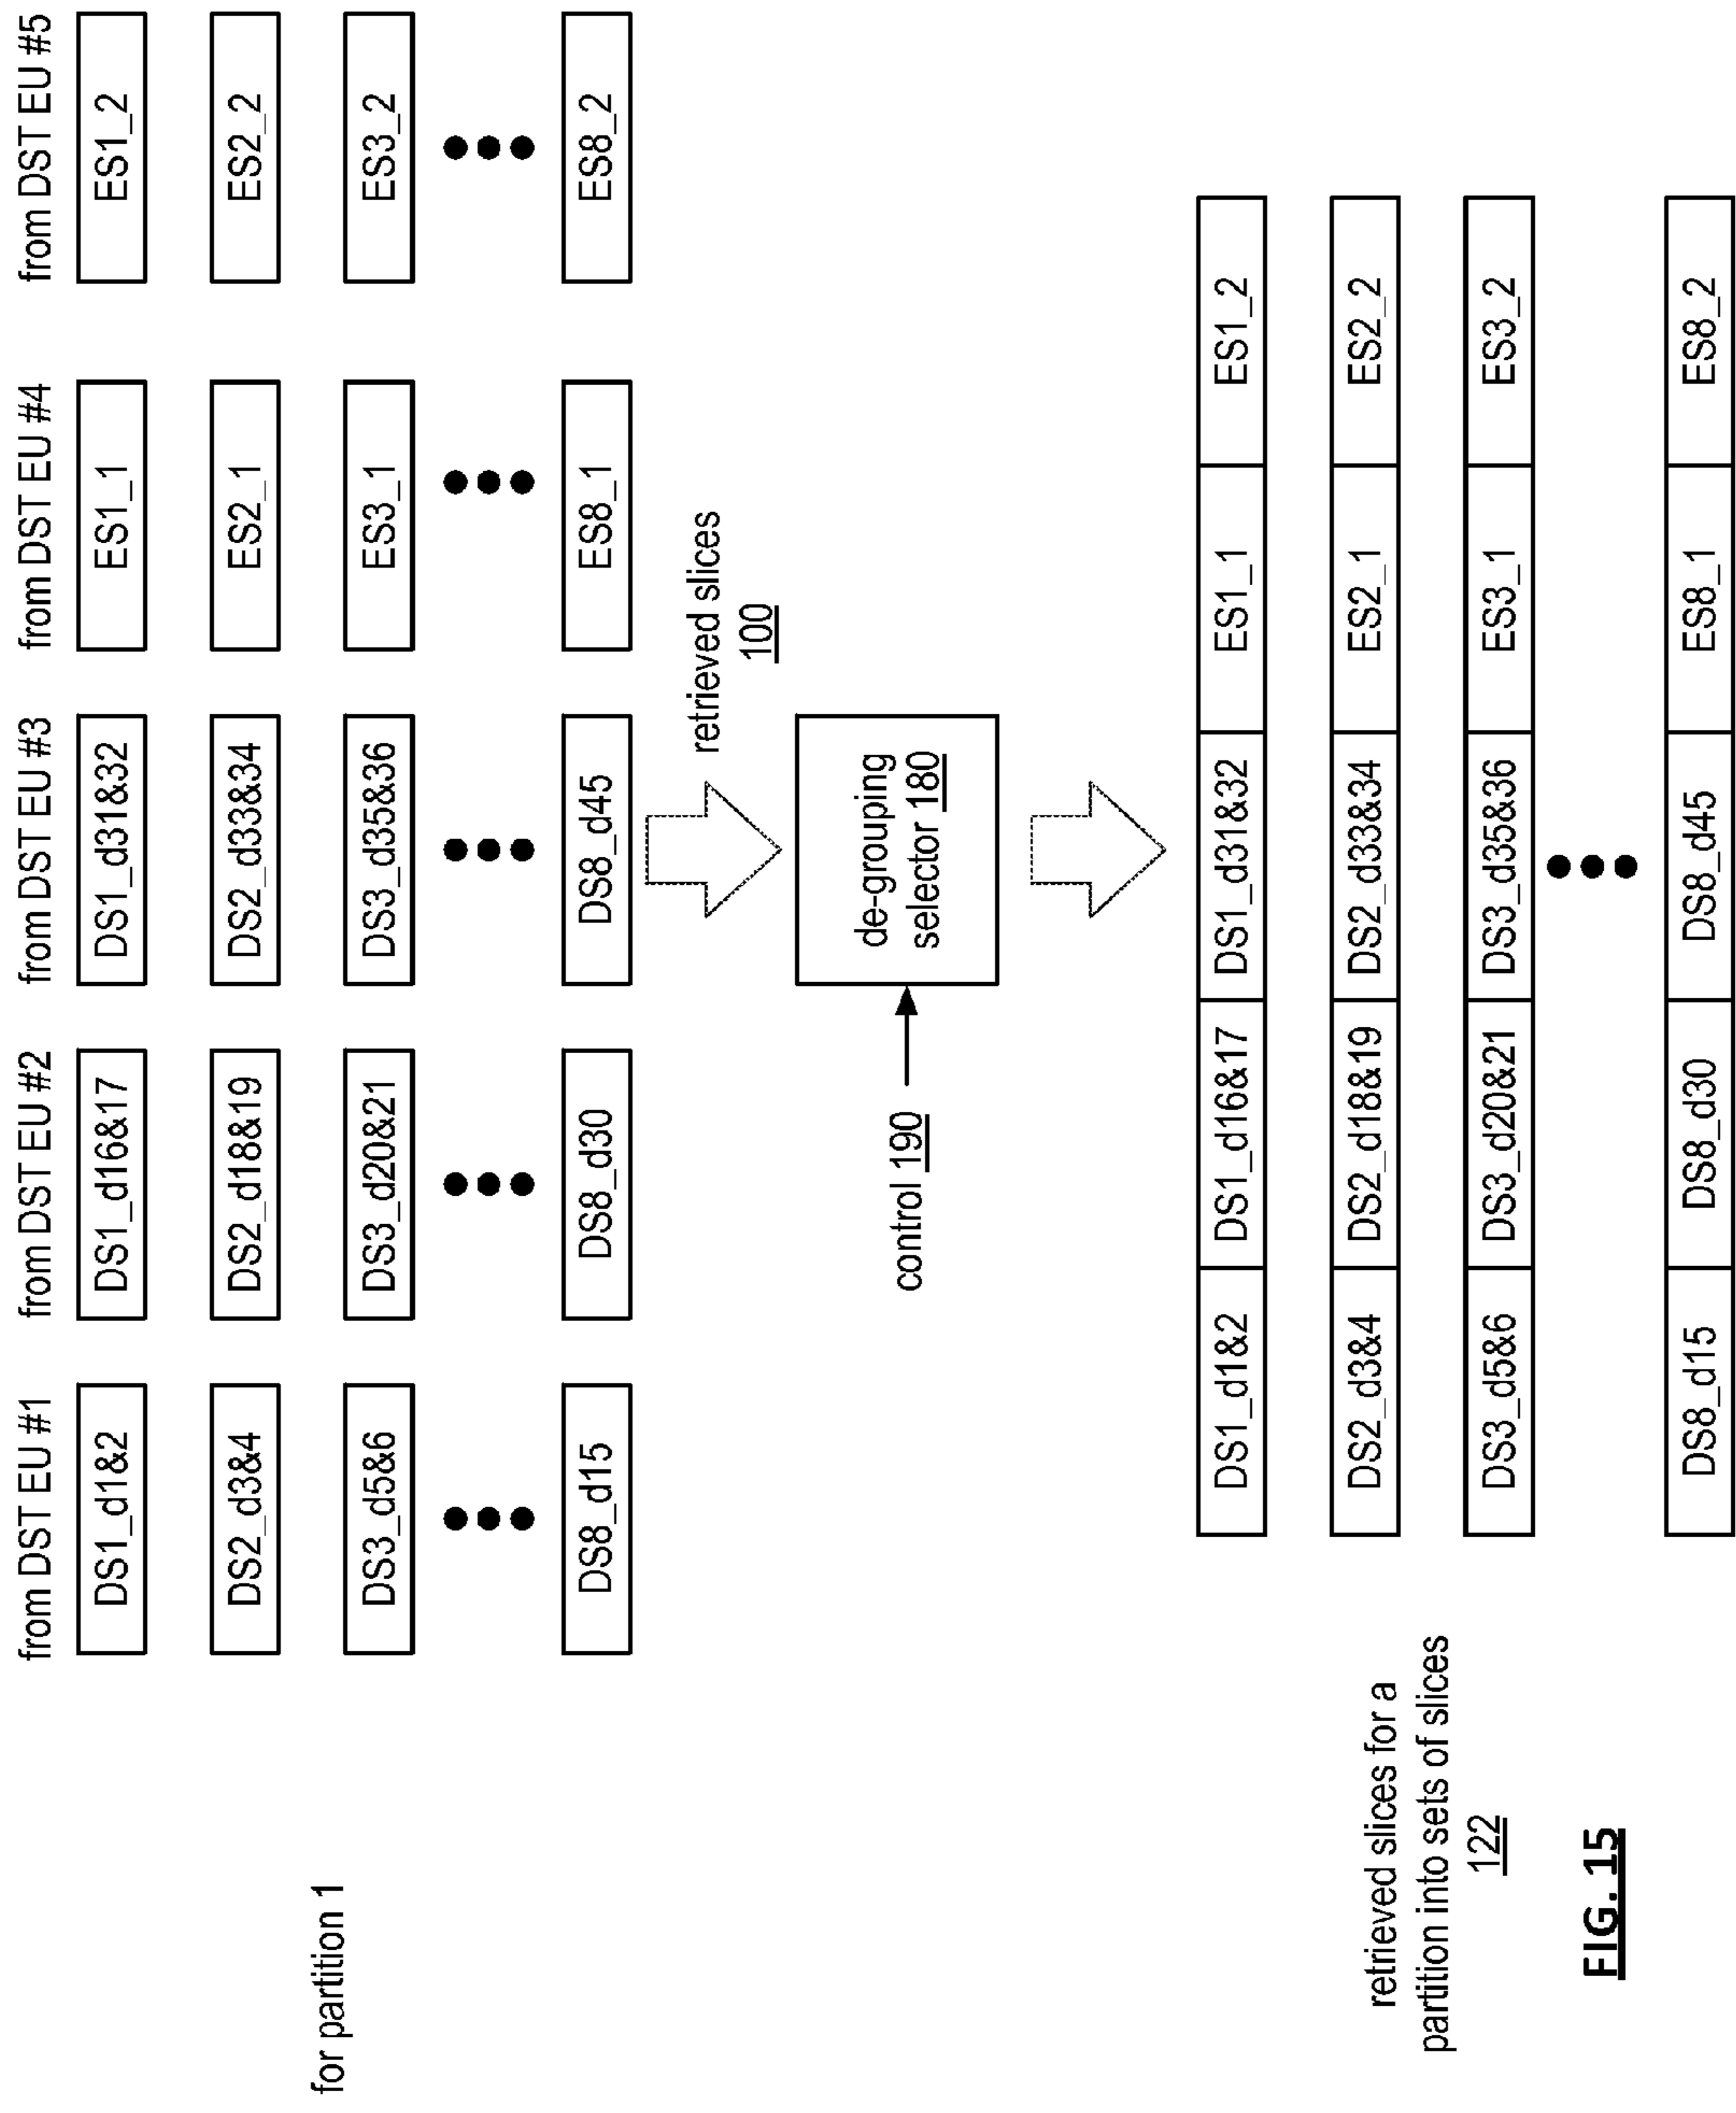 from DST EU #1
from DST EU #2
from DST EU #3
from DST EU #4
from DST EU #5
DS1_d1&2
DS1_d16&17
DS1_d31&32
ES1_1
ES1_2
DS2_d3&4
DS2_d18&19
DS2_d33&34
ES2_1
ES2_2
for partition 1
DS3_d5&6
DS3_d20&21
DS3_d35&36
ES3_1
ES3_2
DS8_d15
DS8_d30
DS8_d45
ES8_1
ES8_2
retrieved slices
100
control 190
de-grouping
selector 180
DS1_d1&2
DS1_d16&17
DS1_d31&32
ES1_1
ES1_2
DS2_d3&4
DS2_d18&19
DS2_d33&34
ES2_1
ES2_2
DS3_d5&6
DS3_d20&21
DS3_d35&36
ES3_1
ES3_2
DS8_d15
DS8_d30
DS8_d45
ES8_1
ES8_2
retrieved slices for a
partition into sets of slices
122
FIG. 15